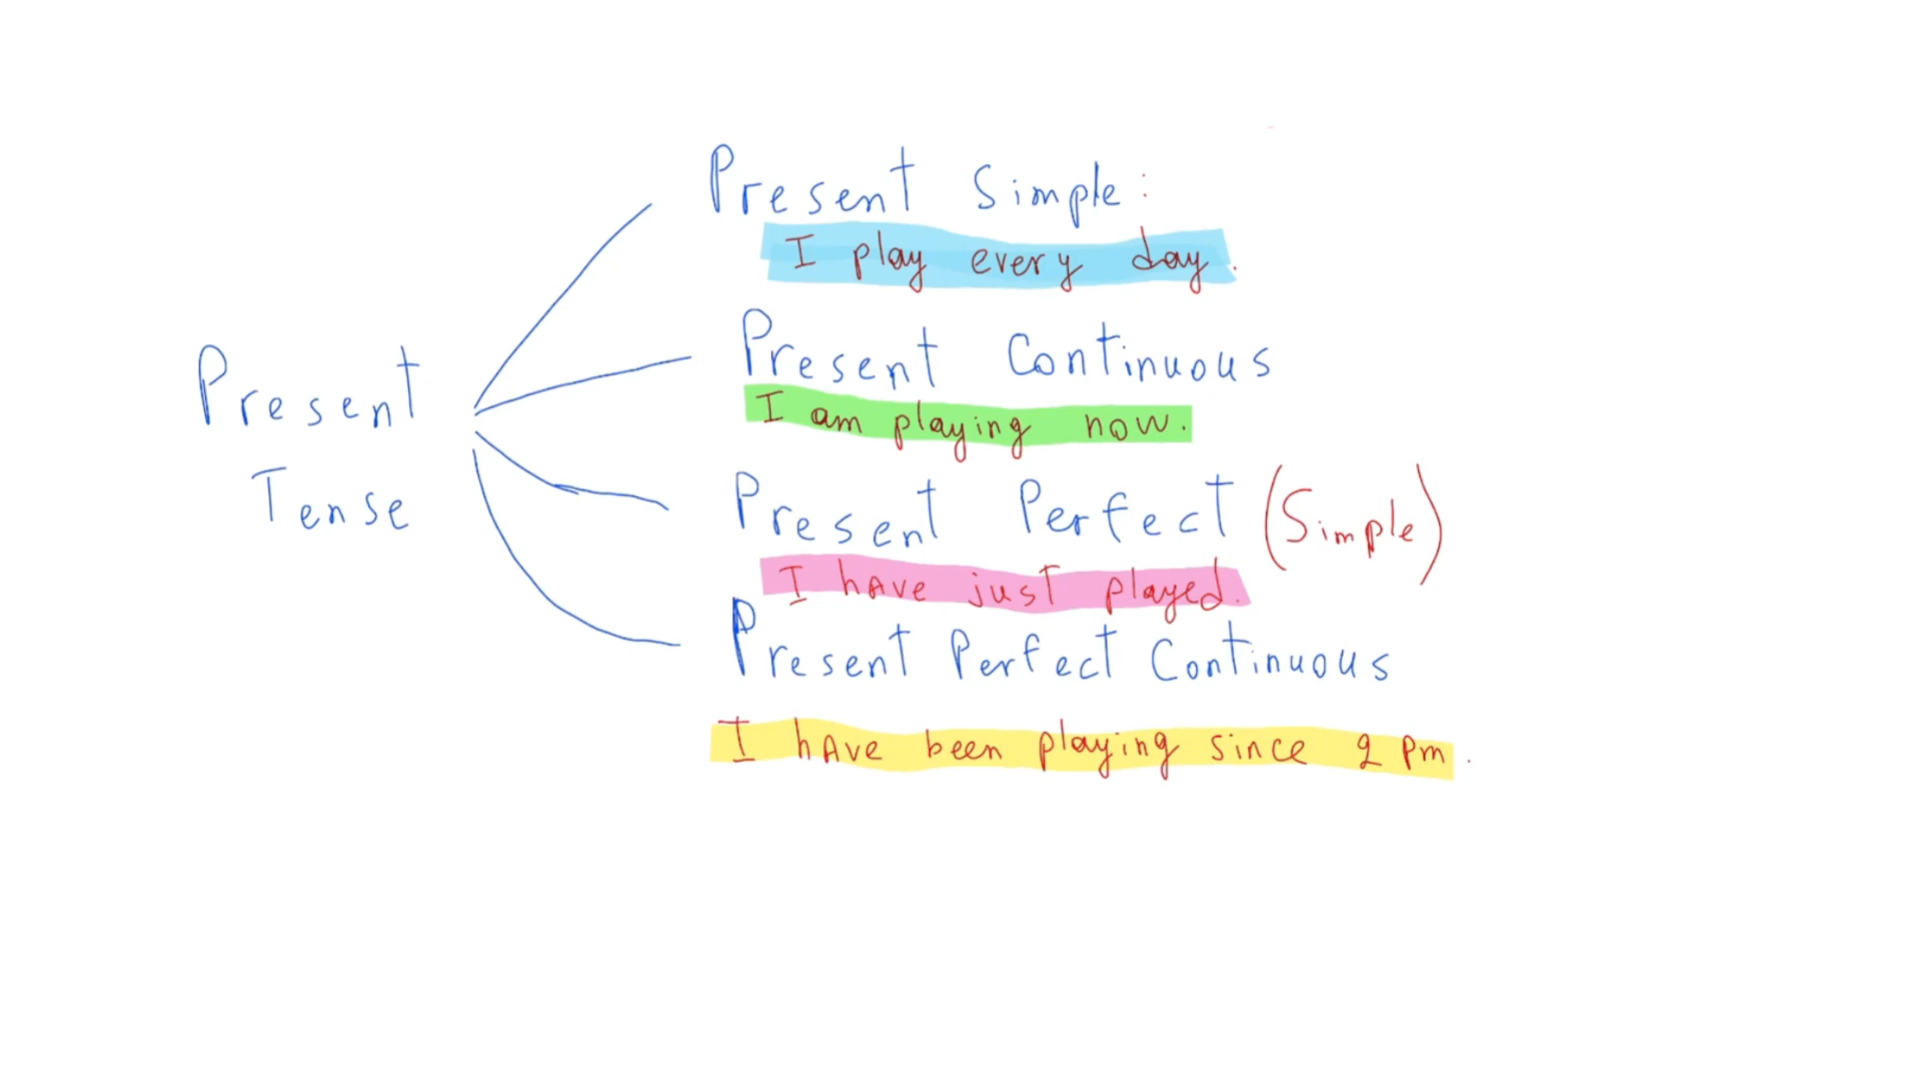 Present Simple:
I play every day.
Present Continuous
I am playing now.
Present Tense
Present Perfect (Simple)
I have just played.
Present Perfect Continuous
I have been playing since 2 pm.